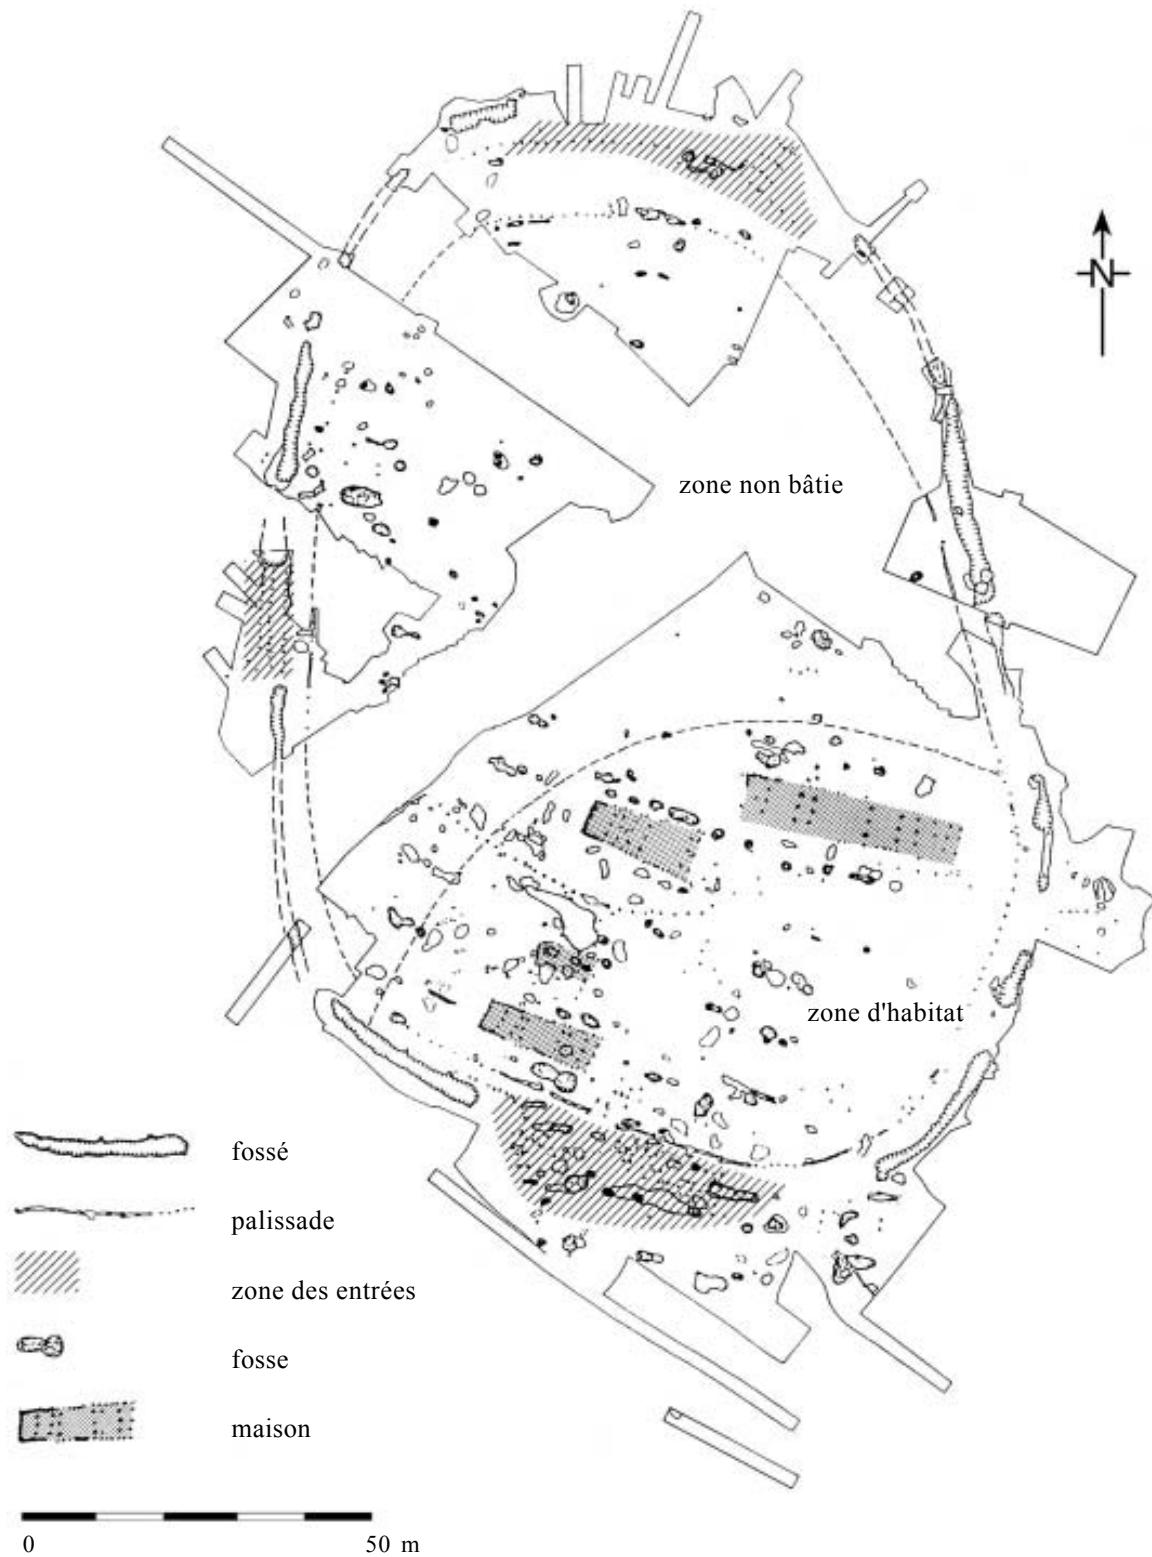 N
zone non bâtie
zone d'habitat
fossé
palissade
zone des entrées
fosse
maison
0 50 m